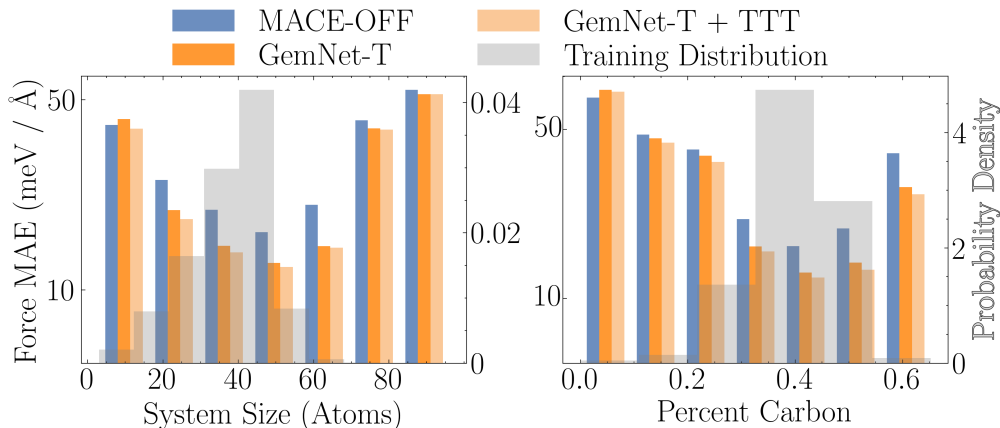 MACE-OFF
GemNet-T
GemNet-T + TTT
Training Distribution
Force MAE (meV / Å)
50
10
0.04
0.02
0
0 20 40 60 80
System Size (Atoms)
50
10
4
2
0
0.0 0.2 0.4 0.6
Percent Carbon
Probability Density